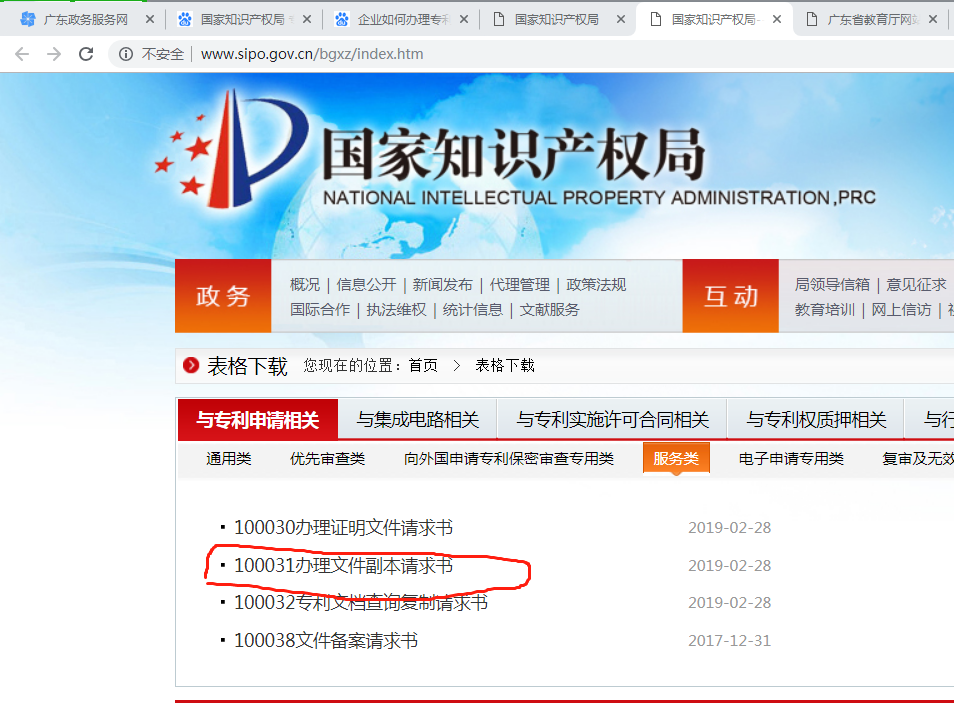 广东政务服务网
国家知识产权局
企业如何办理专利
国家知识产权局
国家知识产权局 -
广东省教育厅网站
不安全 | www.sipo.gov.cn/bgxz/index.htm
国家知识产权局
NATIONAL INTELLECTUAL PROPERTY ADMINISTRATION,PRC
政务
概况 | 信息公开 | 新闻发布 | 代理管理 | 政策法规
国际合作 | 执法维权 | 统计信息 | 文献服务
互动
局领导信箱 | 意见征求
教育培训 | 网上信访 |
表格下载 您现在的位置：首页 > 表格下载
与专利申请相关 与集成电路相关 与专利实施许可合同相关 与专利权质押相关 与行
通用类 优先审查类 向外国申请专利保密审查专用类 服务类 电子申请专用类 复审及无效
100030办理证明文件请求书 2019-02-28
100031办理文件副本请求书 2019-02-28
100032专利文档查询复制请求书 2019-02-28
100038文件备案请求书 2017-12-31